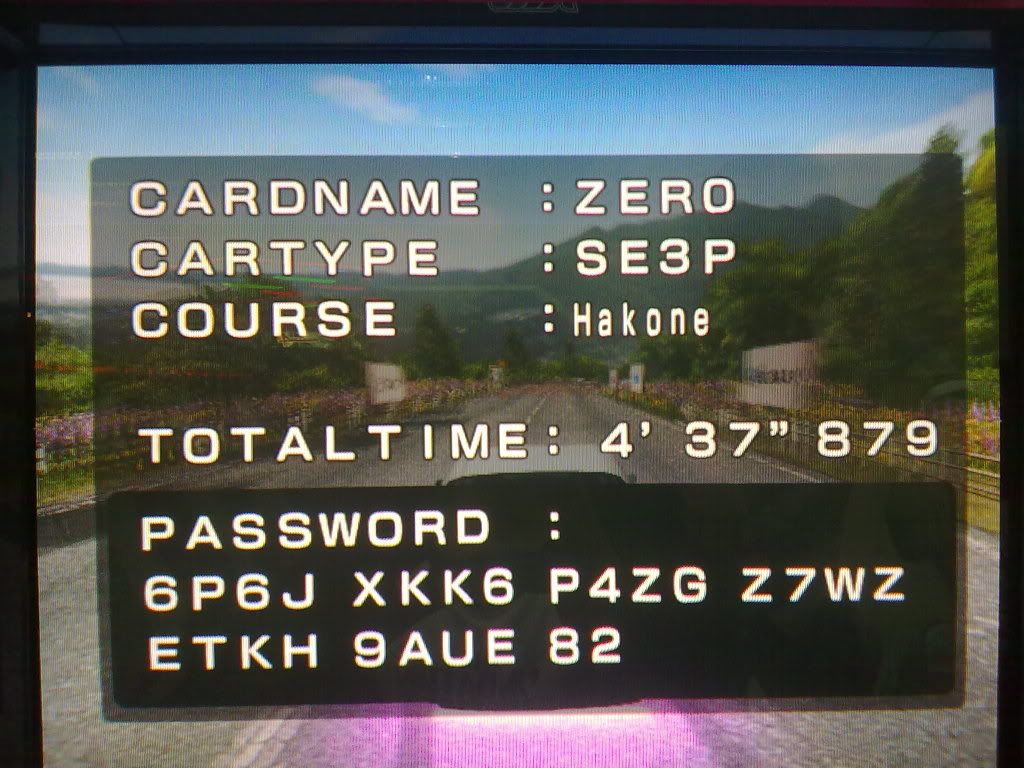 CARDNAME : ZERO
CARTYPE : SE3P
COURSE : Hakone
TOTALTIME : 4’ 37” 879
PASSWORD :
6P6J XKK6 P4ZG Z7WZ
ETKH 9AUE 82